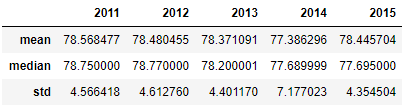 2011 2012 2013 2014 2015
mean 78.568477 78.480455 78.371091 77.386296 78.445704
median 78.750000 78.770000 78.200001 77.689999 77.695000
std 4.566418 4.612760 4.401170 7.177023 4.354504